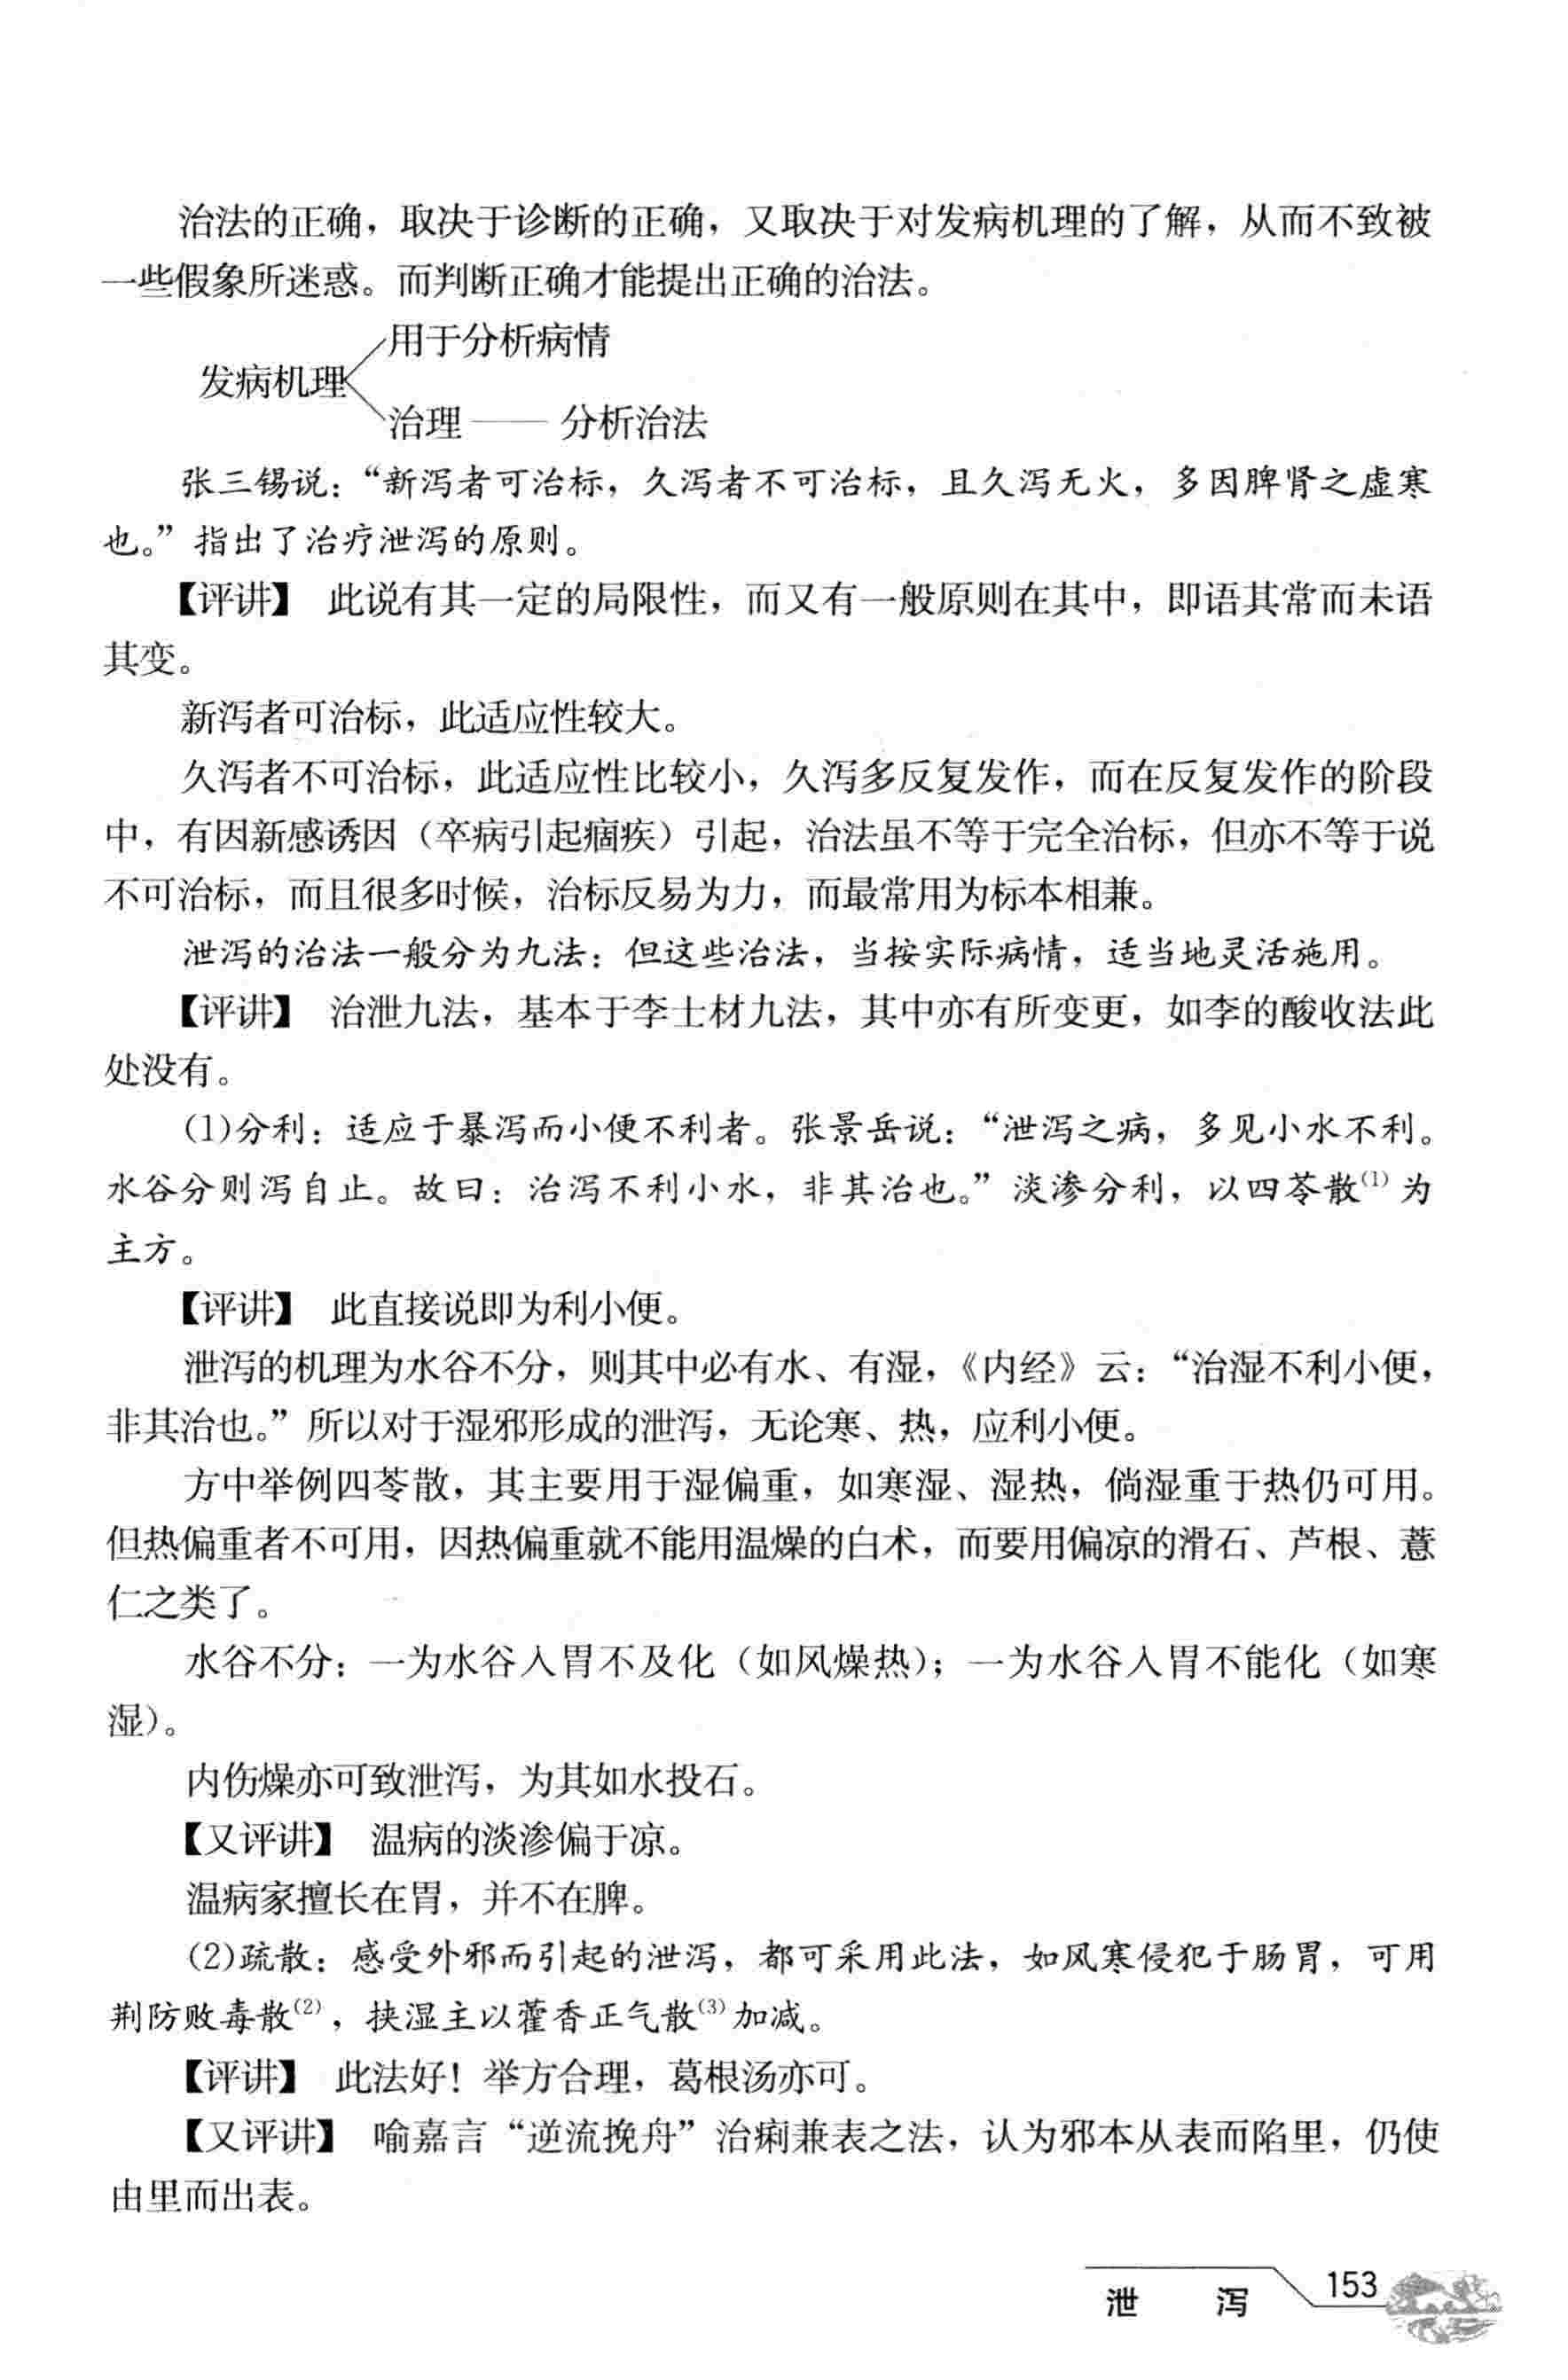 治法的正确，取决于诊断的正确，又取决于对发病机理的了解，从而不致被
一些假象所迷惑。而判断正确才能提出正确的治法。
用于分析病情
发病机理
治理——分析治法
张三锡说：“新泻者可治标，久泻者不可治标，且久泻无火，多因脾肾之虚寒
也。”指出了治疗泄泻的原则。
【评讲】 此说有其一定的局限性，而又有一般原则在其中，即语其常而未语
其变。
新泻者可治标，此适应性较大。
久泻者不可治标，此适应性比较小，久泻多反复发作，而在反复发作的阶段
中，有因新感诱因（卒病引起痼疾）引起，治法虽不等于完全治标，但亦不等于说
不可治标，而且很多时候，治标反易为力，而最常用为标本相兼。
泄泻的治法一般分为九法；但这些治法，当按实际病情，适当地灵活施用。
【评讲】 治泄九法，基本于李士材九法，其中亦有所变更，如李的酸收法此
处没有。
(1)分利：适应于暴泻而小便不利者。张景岳说：“泄泻之病，多见小水不利。
水谷分则泻自止。故曰：治泻不利小水，非其治也。”淡渗分利，以四苓散(1)为
主方。
【评讲】 此直接说即为利小便。
泄泻的机理为水谷不分，则其中必有水、有湿，《内经》云：“治湿不利小便，
非其治也。”所以对于湿邪形成的泄泻，无论寒、热，应利小便。
方中举例四苓散，其主要用于湿偏重，如寒湿、湿热，倘湿重于热仍可用。
但热偏重者不可用，因热偏重就不能用温燥的白术，而要用偏凉的滑石、芦根、薏
仁之类了。
水谷不分：一为水谷入胃不及化（如风燥热）；一为水谷入胃不能化（如寒
湿）。
内伤燥亦可致泄泻，为其如水投石。
【又评讲】 温病的淡渗偏于凉。
温病家擅长在胃，并不在脾。
(2)疏散：感受外邪而引起的泄泻，都可采用此法，如风寒侵犯于肠胃，可用
荆防败毒散(2)，挟湿主以藿香正气散(3)加减。
【评讲】 此法好！举方合理，葛根汤亦可。
【又评讲】 喻嘉言“逆流挽舟”治痢兼表之法，认为邪本从表而陷里，仍使
由里而出表。
泄 泻 153